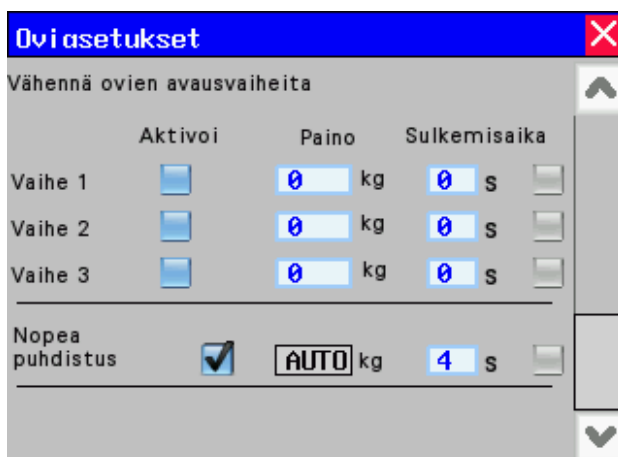 Oviasetukset
Vähennä ovien avausvaiheita
Aktivoi Paino Sulkemisaika
Vaihe 1 0 kg 0 s
Vaihe 2 0 kg 0 s
Vaihe 3 0 kg 0 s
Nopea
puhdistus AUTO kg 4 s